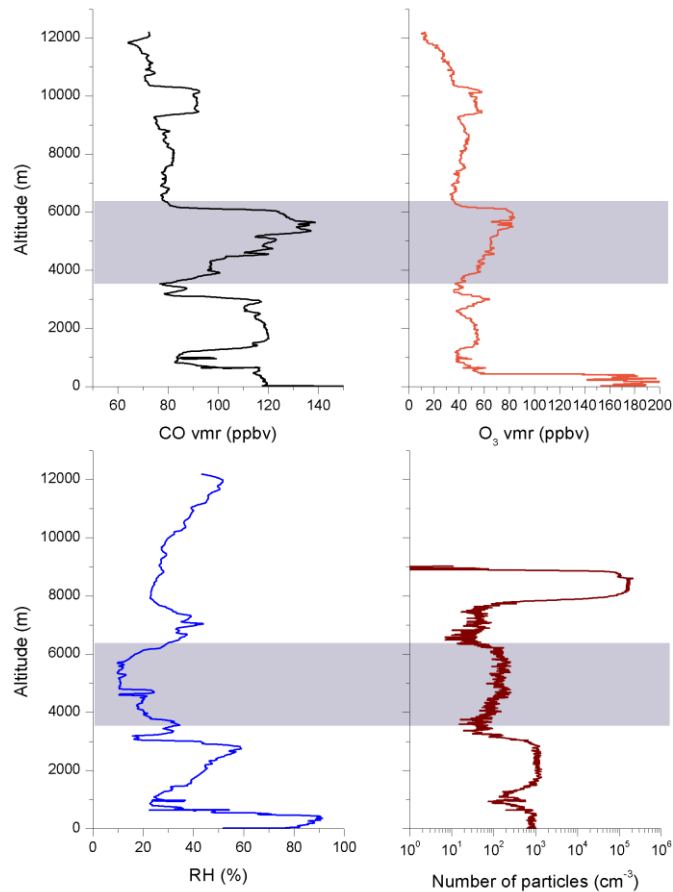 12000
10000
8000
6000
4000
2000
0
Altitude (m)
60 80 100 120 140
CO vmr (ppbv)
0 20 40 60 80 100 120 140 160 180 200
O3 vmr (ppbv)
12000
10000
8000
6000
4000
2000
0
Altitude (m)
0 20 40 60 80 100
RH (%)
10^0 10^1 10^2 10^3 10^4 10^5 10^6
Number of particles (cm^-3)